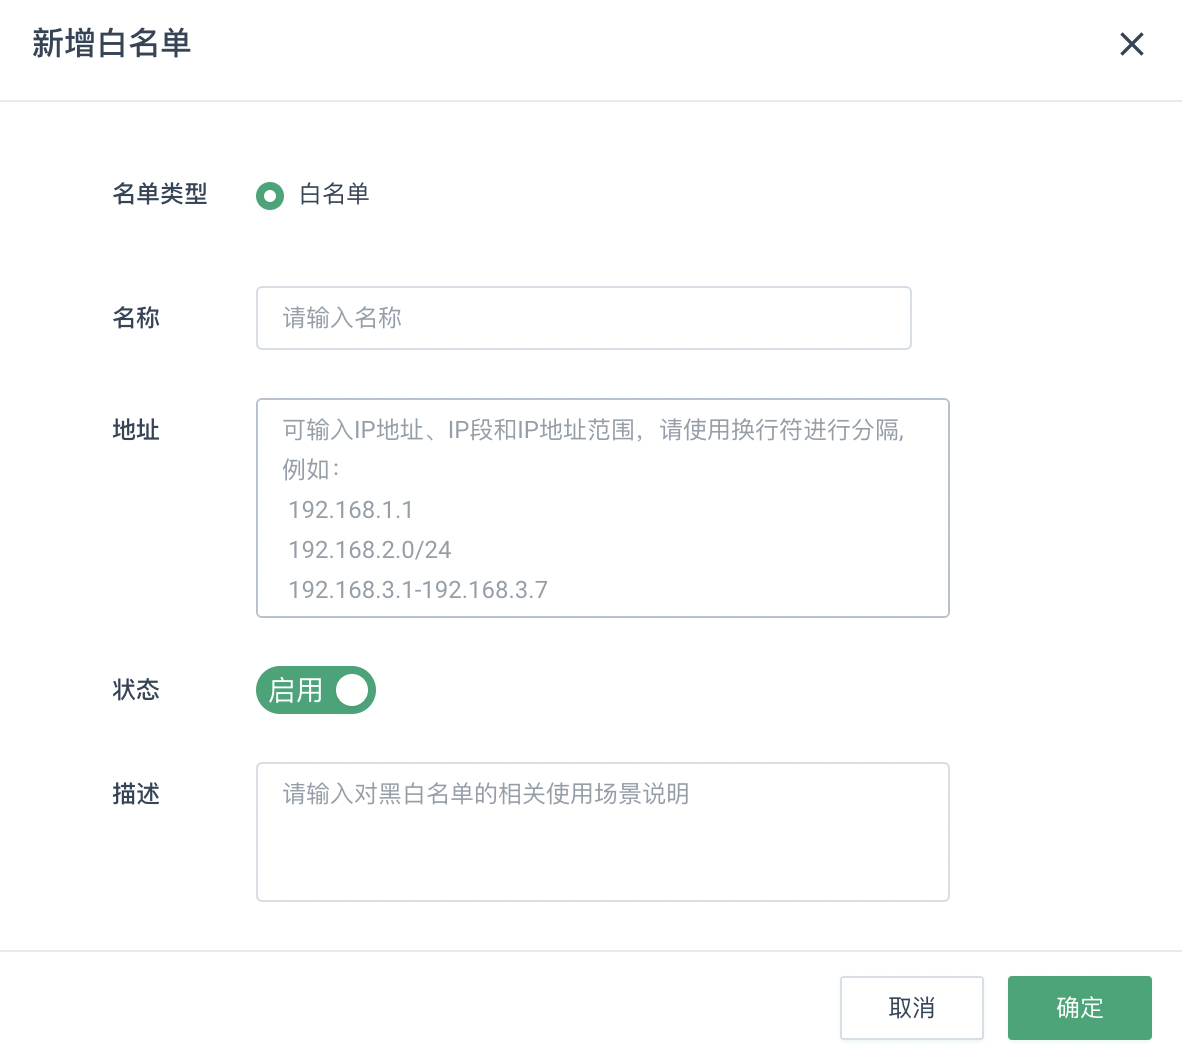 新增白名单
名单类型 白名单
名称 请输入名称
地址 可输入IP地址、IP段和IP地址范围，请使用换行符进行分隔,
例如：
192.168.1.1
192.168.2.0/24
192.168.3.1-192.168.3.7
状态 启用
描述 请输入对黑白名单的相关使用场景说明
取消 确定